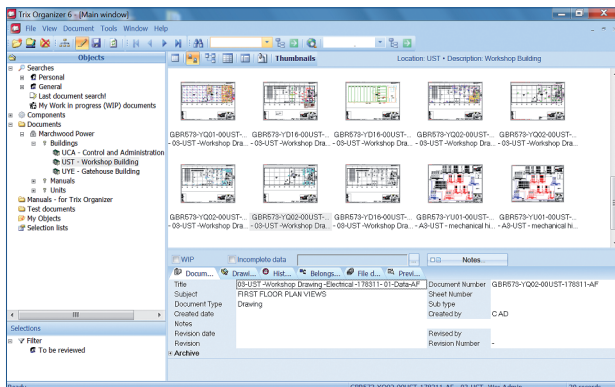 Trix Organizer 6 - [Main window]
File View Document Tools Window Help
Objects
Thumbnails
Location: UST • Description: Workshop Building
Searches
Personal
General
Last document search!
My Work in progress (WIP) documents
Components
Documents
Marchwood Power
Buildings
UCA - Control and Administration
UST - Workshop Building
UYE - Gatehouse Building
Manuals
Units
Manuals - for Trix Organizer
Test documents
My Objects
Selection lists
GBR573-YQ01-00UST-... GBR573-YD16-00UST-... GBR573-YD16-00UST-... GBR573-YQ02-00UST-... GBR573-YQ02-00UST-...
- 03-UST -Workshop Dra... - 03-UST -Workshop Dra... - 03-UST -Workshop Dra... - 03-UST -Workshop Dra... - 03-UST -Workshop Dra...
GBR573-YQ02-00UST-... GBR573-YQ02-00UST-... GBR573-YD16-00UST-... GBR573-YU01-00UST-... GBR573-YV01-00UST-...
- 03-UST -Workshop Dra... - 03-UST -Workshop Dra... - 03-UST -Workshop Dra... - A3-UST - mechanical hi... - A3-UST - mechanical hi...
WIP Incomplete data ... Notes...
Docum... Drawi... Hist... Belongs... File d... Previ...
Title 03-UST -Workshop Drawing -Electrical -178311- 01-Data-AF Document Number GBR573-YQ02-00UST-178311-AF
Subject FIRST FLOOR PLAN VIEWS Sheet Number
Document Type Drawing Sub type
Created date Created by CAD
Notes
Revision date Revised by
Revision Revision Number -
Archive
Selections
Filter
To be reviewed
Ready